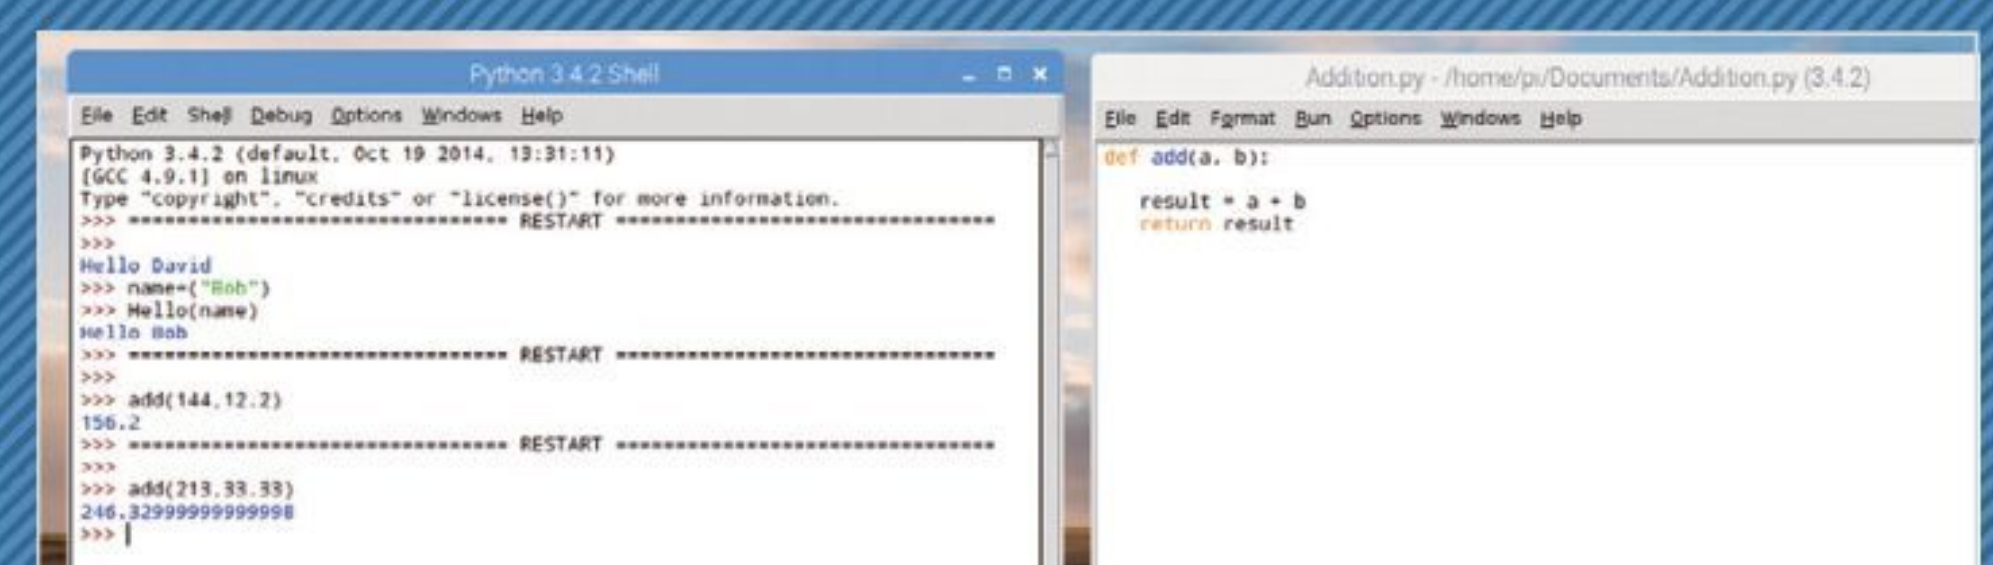 Python 3.4.2 Shell
File Edit Shell Debug Options Windows Help
Python 3.4.2 (default, Oct 19 2014, 13:31:11)
[GCC 4.9.1] on linux
Type "copyright", "credits" or "license()" for more information.
>>> ================================ RESTART ================================
>>>
Hello David
>>> name=("Bob")
>>> Hello(name)
Hello Bob
>>> ================================ RESTART ================================
>>>
>>> add(144,12.2)
156.2
>>> ================================ RESTART ================================
>>>
>>> add(213,33.33)
246.32999999999998
>>>
Addition.py - /home/pi/Documents/Addition.py (3.4.2)
File Edit Format Run Options Windows Help
def add(a, b):
result = a + b
return result